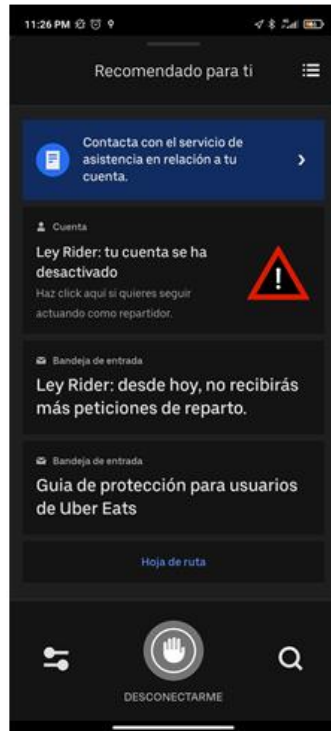 11:26 PM
Recomendado para ti
Contacta con el servicio de
asistencia en relación a tu
cuenta.
Cuenta
Ley Rider: tu cuenta se ha
desactivado
Haz click aquí si quieres seguir
actuando como repartidor.
Bandeja de entrada
Ley Rider: desde hoy, no recibirás
más peticiones de reparto.
Bandeja de entrada
Guia de protección para usuarios
de Uber Eats
Hoja de ruta
DESCONECTARME